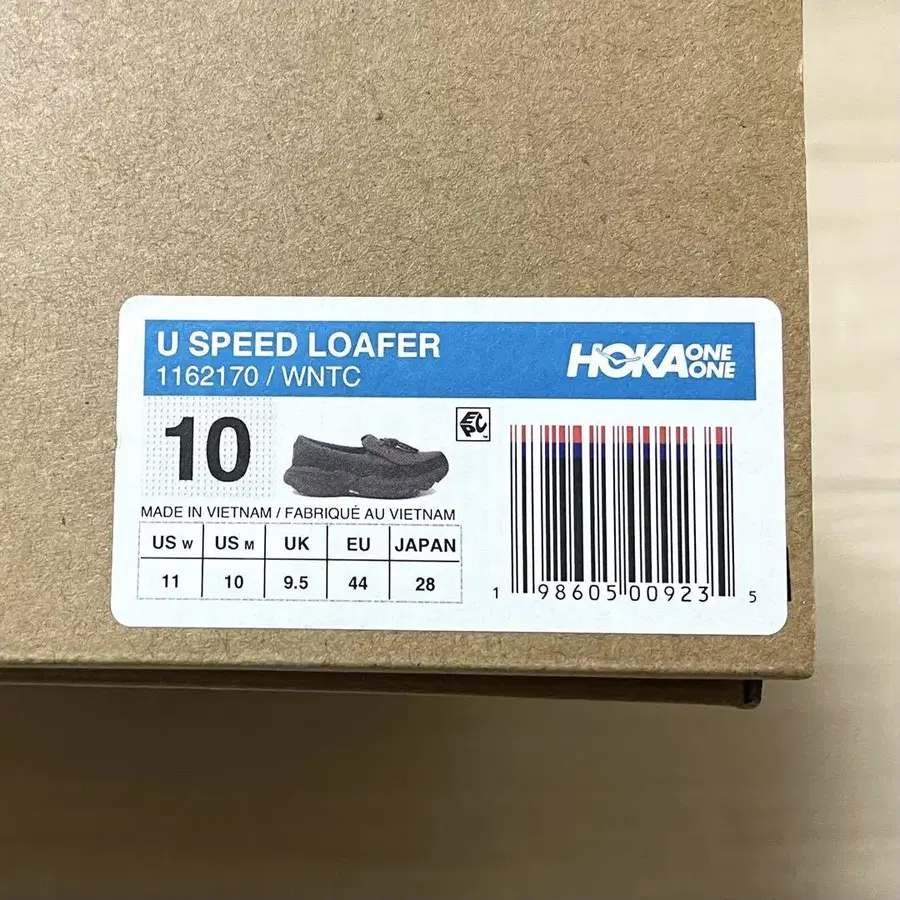 U SPEED LOAFER
1162170 / WNTC
HOKA ONE ONE
10
EPC™
MADE IN VIETNAM / FABRIQUÉ AU VIETNAM
US W US M UK EU JAPAN
11 10 9.5 44 28
1 98605 00923 5